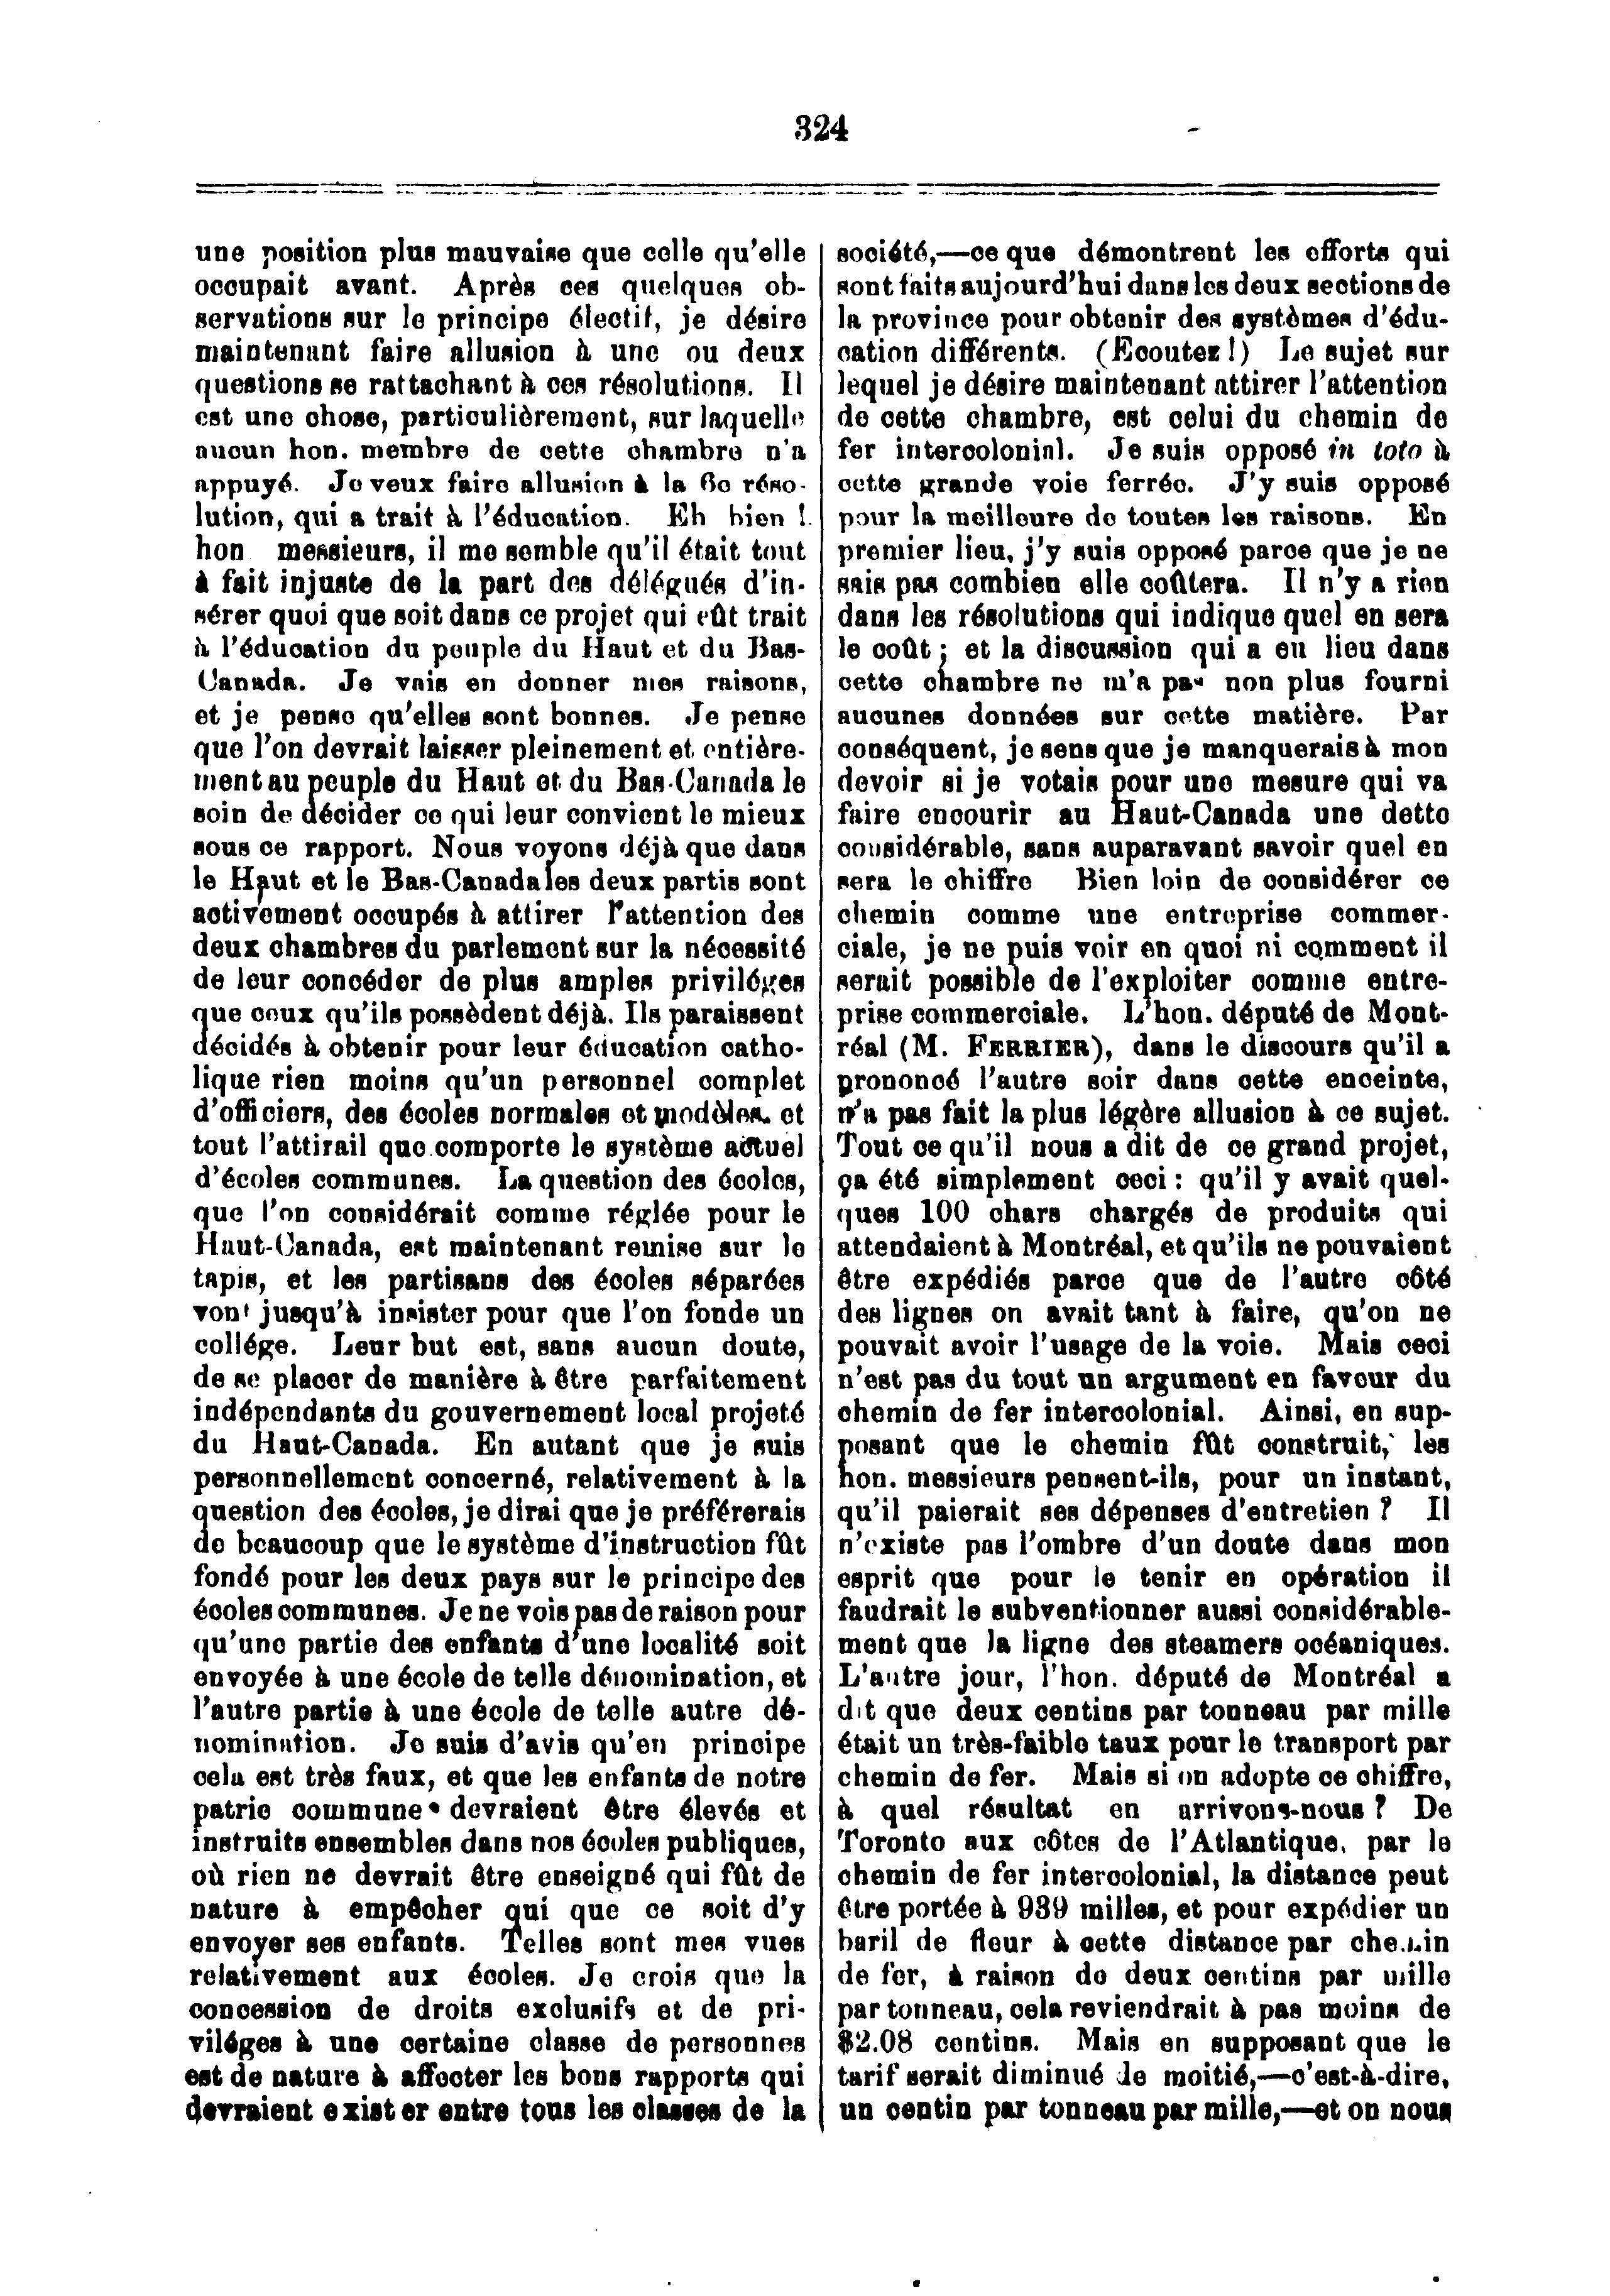 324
une position plus mauvaise que celle qu'elle
occupait avant. Après ces quelques ob-
servations sur le principe électif, je désire
maintenant faire allusion à une ou deux
questions se rattachant à ces résolutions. Il
est une chose, particulièrement, sur laquelle
aucun hon. membre de cette chambre n'a
appuyé. Je veux faire allusion à la 6e réso-
lution, qui a trait à l'éducation. Eh bien !
hon messieurs, il me semble qu'il était tout
à fait injuste de la part des délégués d'in-
sérer quoi que soit dans ce projet qui eût trait
à l'éducation du peuple du Haut et du Bas-
Canada. Je vais en donner mes raisons,
et je pense qu'elles sont bonnes. Je pense
que l'on devrait laisser pleinement et entière-
ment au peuple du Haut et du Bas-Canada le
soin de décider ce qui leur convient le mieux
sous ce rapport. Nous voyons déjà que dans
le Haut et le Bas-Canada les deux partis sont
activement occupés à attirer l'attention des
deux chambres du parlement sur la nécessité
de leur concéder de plus amples priviléges
que ceux qu'ils possèdent déjà. Ils paraissent
décidés à obtenir pour leur éducation catho-
lique rien moins qu'un personnel complet
d'officiers, des écoles normales et modèles, et
tout l'attirail que comporte le système actuel
d'écoles communes. La question des écoles,
que l'on considérait comme réglée pour le
Haut-Canada, est maintenant remise sur le
tapis, et les partisans des écoles séparées
vont jusqu'à insister pour que l'on fonde un
collége. Leur but est, sans aucun doute,
de se placer de manière à être parfaitement
indépendants du gouvernement local projeté
du Haut-Canada. En autant que je suis
personnellement concerné, relativement à la
question des écoles, je dirai que je préférerais
de beaucoup que le système d'instruction fût
fondé pour les deux pays sur le principe des
écoles communes. Je ne vois pas de raison pour
qu'une partie des enfants d'une localité soit
envoyée à une école de telle dénomination, et
l'autre partie à une école de telle autre dé-
nomination. Je suis d'avis qu'en principe
cela est très faux, et que les enfants de notre
patrie commune devraient être élevés et
instruits ensembles dans nos écoles publiques,
où rien ne devrait être enseigné qui fût de
nature à empêcher qui que ce soit d'y
envoyer ses enfants. Telles sont mes vues
relativement aux écoles. Je crois que la
concession de droits exclusifs et de pri-
viléges à une certaine classe de personnes
est de nature à affecter les bons rapports qui
devraient exister entre tous les classes de la
société,—ce que démontrent les efforts qui
sont faits aujourd'hui dans les deux sections de
la province pour obtenir des systèmes d'édu-
cation différents. (Ecoutez !) Le sujet sur
lequel je désire maintenant attirer l'attention
de cette chambre, est celui du chemin de
fer intercolonial. Je suis opposé in toto à
cette grande voie ferrée. J'y suis opposé
pour la meilleure de toutes les raisons. En
premier lieu, j'y suis opposé parce que je ne
sais pas combien elle coûtera. Il n'y a rien
dans les résolutions qui indique quel en sera
le coût ; et la discussion qui a eu lieu dans
cette chambre ne m'a pas non plus fourni
aucunes données sur cette matière. Par
conséquent, je sens que je manquerais à mon
devoir si je votais pour une mesure qui va
faire encourir au Haut-Canada une dette
considérable, sans auparavant savoir quel en
sera le chiffre Bien loin de considérer ce
chemin comme une entreprise commer-
ciale, je ne puis voir en quoi ni comment il
serait possible de l'exploiter comme entre-
prise commerciale. L'hon. député de Mont-
réal (M. FERRIER), dans le discours qu'il a
prononcé l'autre soir dans cette enceinte,
n'a pas fait la plus légère allusion à ce sujet.
Tout ce qu'il nous a dit de ce grand projet,
ça été simplement ceci : qu'il y avait quel-
ques 100 chars chargés de produits qui
attendaient à Montréal, et qu'ils ne pouvaient
être expédiés parce que de l'autre côté
des lignes on avait tant à faire, qu'on ne
pouvait avoir l'usage de la voie. Mais ceci
n'est pas du tout un argument en faveur du
chemin de fer intercolonial. Ainsi, en sup-
posant que le chemin fût construit, les
hon. messieurs pensent-ils, pour un instant,
qu'il paierait ses dépenses d'entretien ? Il
n'existe pas l'ombre d'un doute dans mon
esprit que pour le tenir en opération il
faudrait le subventionner aussi considérable-
ment que la ligne des steamers océaniques.
L'autre jour, l'hon. député de Montréal a
dit que deux centins par tonneau par mille
était un très-faible taux pour le transport par
chemin de fer. Mais si on adopte ce chiffre,
à quel résultat en arrivons-nous ? De
Toronto aux côtes de l'Atlantique, par le
chemin de fer intercolonial, la distance peut
être portée à 939 milles, et pour expédier un
baril de fleur à cette distance par chemin
de fer, à raison de deux centins par mille
par tonneau, cela reviendrait à pas moins de
$2.08 centins. Mais en supposant que le
tarif serait diminué de moitié,—c'est-à-dire,
un centin par tonneau par mille,—et on nous